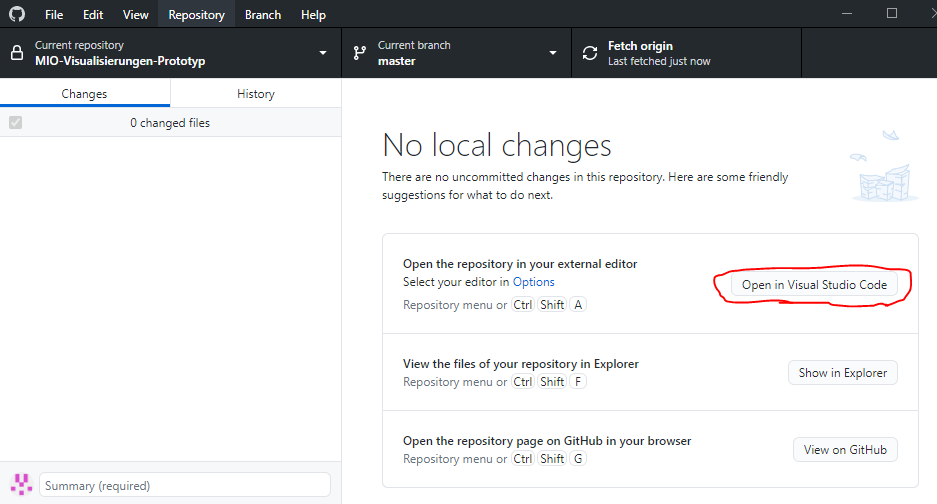 File Edit View Repository Branch Help
Current repository
MIO-Visualisierungen-Prototyp
Current branch
master
Fetch origin
Last fetched just now
Changes
History
0 changed files
No local changes
There are no uncommitted changes in this repository. Here are some friendly
suggestions for what to do next.
Open the repository in your external editor
Select your editor in Options
Repository menu or Ctrl Shift A
Open in Visual Studio Code
View the files of your repository in Explorer
Repository menu or Ctrl Shift F
Show in Explorer
Open the repository page on GitHub in your browser
Repository menu or Ctrl Shift G
View on GitHub
Summary (required)